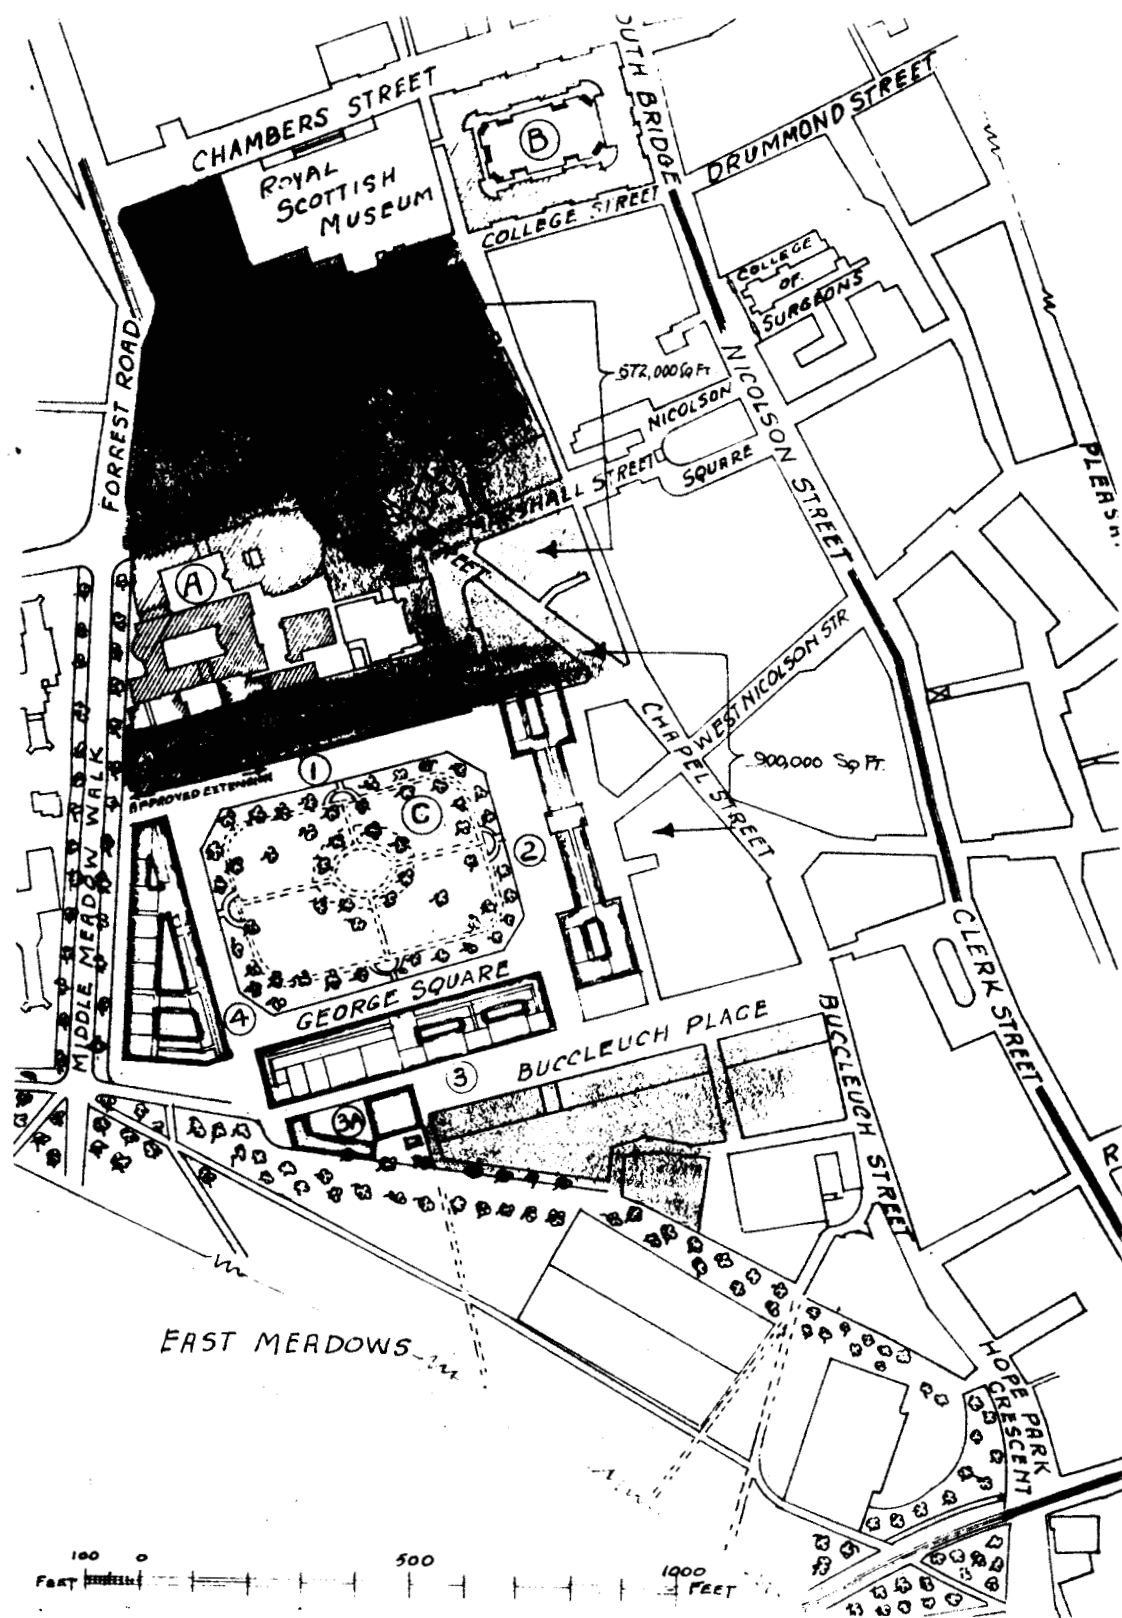 CHAMBERS STREET
ROYAL
SCOTTISH
MUSEUM
B
OUTH BRIDGE
DRUMMOND STREET
COLLEGE STREET
COLLEGE
OF
SURGEONS
FORREST ROAD
672,000 Sq Ft.
NICOLSON
SQUARE
NICOLSON STREET
PLEASA
SHALL STREET
A
WEST NICOLSON STR
CHAPEL STREET
900,000 Sq Ft.
APPROVED EXTENSION
1
C
2
MIDDLE MEADOW WALK
GEORGE SQUARE
4
3
BUCCLEUCH PLACE
3A
CLERK STREET
BUCCLEUCH STREET
R
EAST MEADOWS
HOPE PARK
CRESCENT
100 0 500 1000
FEET FEET